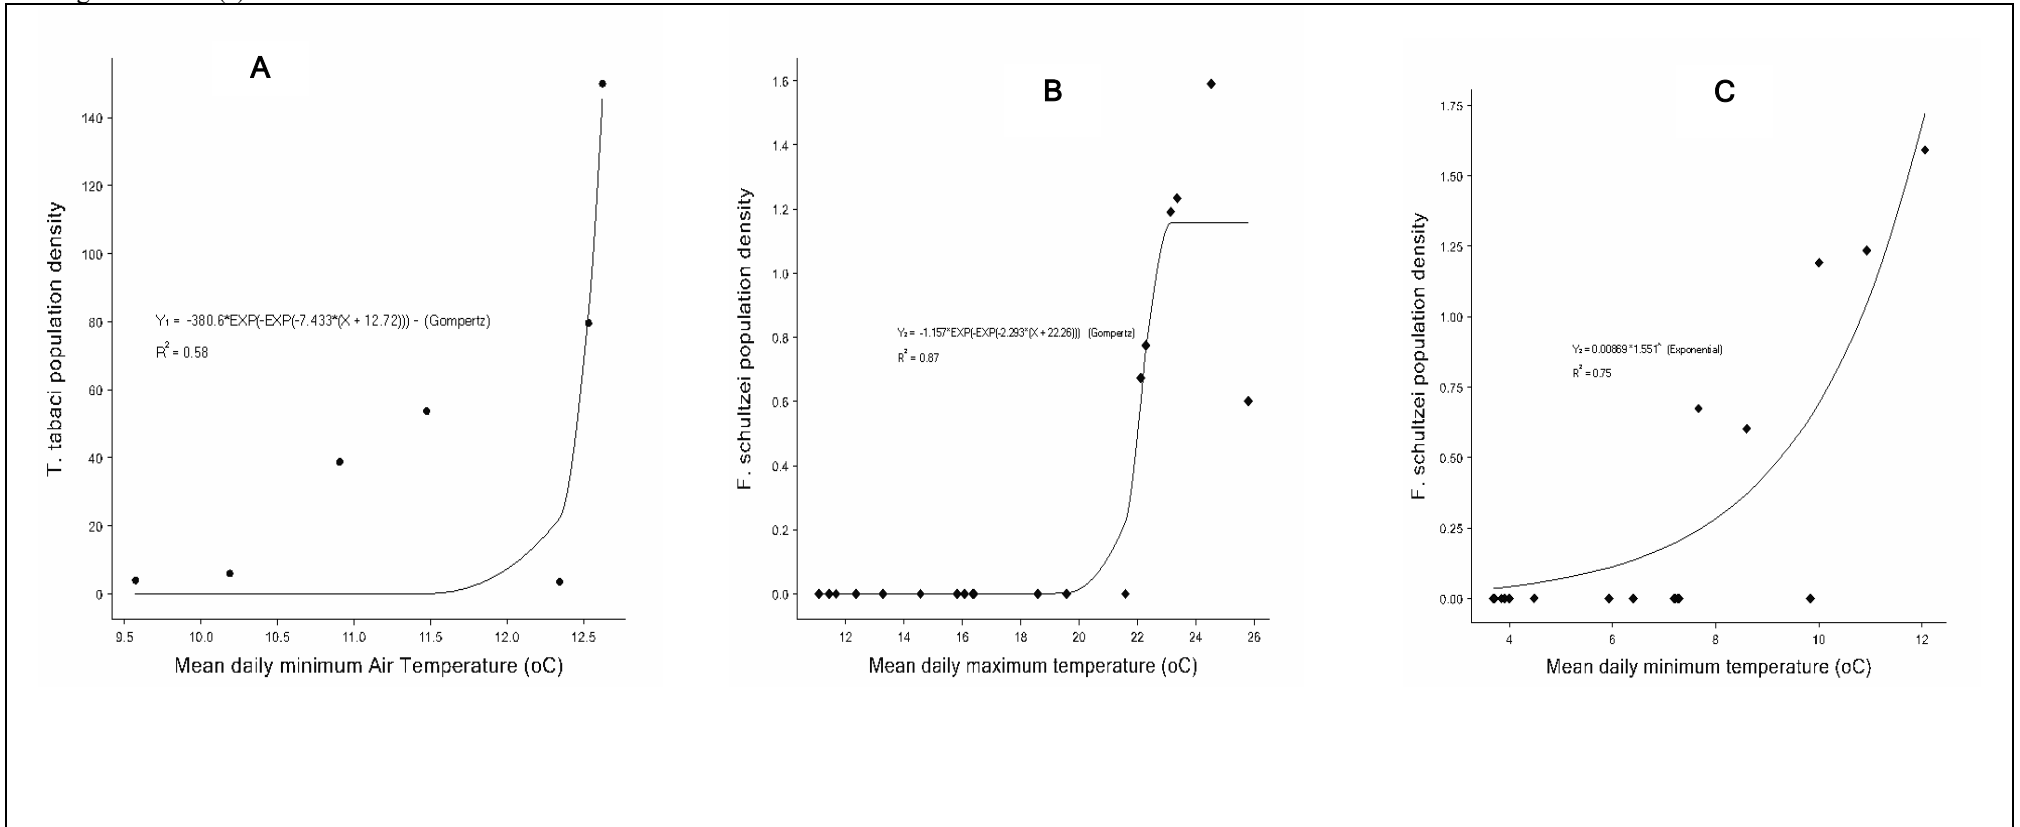 A
140
120
100
80
60
40
20
0
9.5 10.0 10.5 11.0 11.5 12.0 12.5
T. tabaci population density
Mean daily minimum Air Temperature (oC)
Y₁ = -380.6*EXP(-EXP(-7.433*(X + 12.72))) - (Gompertz)
R² = 0.58
B
1.6
1.4
1.2
1.0
0.8
0.6
0.4
0.2
0.0
12 14 16 18 20 22 24 26
F. schultzei population density
Mean daily maximum temperature (oC)
Y₂ = -1.157*EXP(-EXP(-2.293*(X + 22.26))) (Gompertz)
R² = 0.87
C
1.75
1.50
1.25
1.00
0.75
0.50
0.25
0.00
4 6 8 10 12
F. schultzei population density
Mean daily minimum temperature (oC)
Y₂ = 0.00869*1.551^ (Exponential)
R² = 0.75